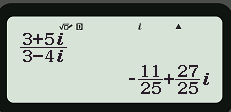 √ D i ▲
3+5i
3-4i
-11/25+27/25i